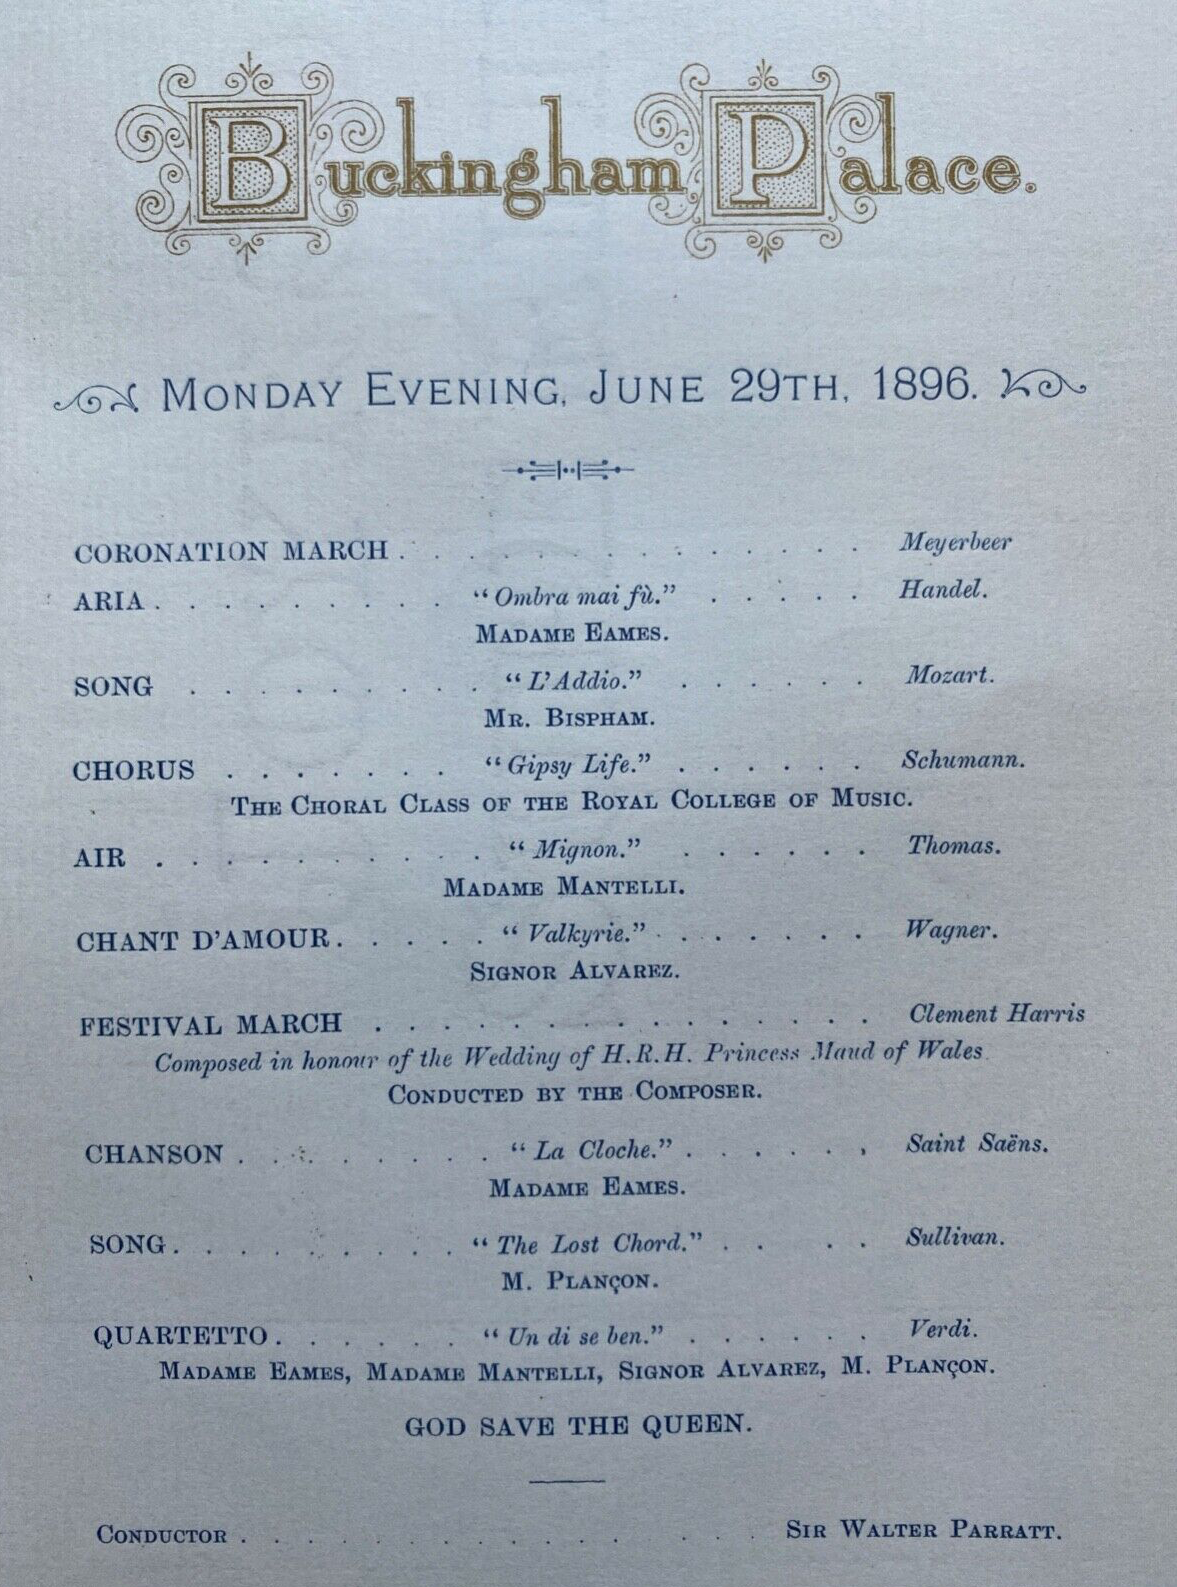 Buckingham Palace.
Monday Evening, June 29th, 1896.
CORONATION MARCH . . . . . . . . . . . . . . Meyerbeer
ARIA . . . . . . . . . "Ombra mai fù." . . . . . Handel.
Madame Eames.
SONG . . . . . . . . . "L'Addio." . . . . . . Mozart.
Mr. Bispham.
CHORUS . . . . . . . "Gipsy Life." . . . . . . Schumann.
The Choral Class of the Royal College of Music.
AIR . . . . . . . . . . "Mignon." . . . . . . Thomas.
Madame Mantelli.
CHANT D'AMOUR. . . . . "Valkyrie." . . . . . . . Wagner.
Signor Alvarez.
FESTIVAL MARCH . . . . . . . . . . . . . . . Clement Harris
Composed in honour of the Wedding of H.R.H. Princess Maud of Wales.
Conducted by the Composer.
CHANSON . . . . . . . . "La Cloche." . . . . . . Saint Saëns.
Madame Eames.
SONG. . . . . . . . . "The Lost Chord." . . . . Sullivan.
M. Plançon.
QUARTETTO . . . . . . "Un di se ben." . . . . . . Verdi.
Madame Eames, Madame Mantelli, Signor Alvarez, M. Plançon.
GOD SAVE THE QUEEN.
Conductor . . . . . . . . . . . . . . Sir Walter Parratt.